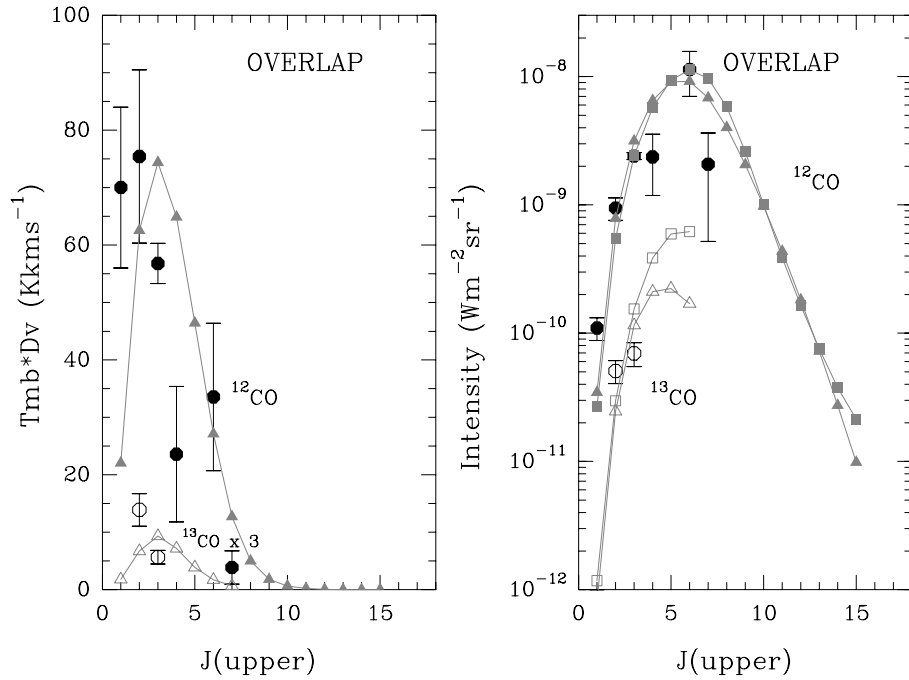 100
80
60
40
20
0
0
5
10
15
Tmb*Dv (Kkms⁻¹)
J(upper)
OVERLAP
¹²CO
¹³CO x 3
10⁻⁸
10⁻⁹
10⁻¹⁰
10⁻¹¹
10⁻¹²
0
5
10
15
Intensity (Wm⁻²sr⁻¹)
J(upper)
OVERLAP
¹²CO
¹³CO